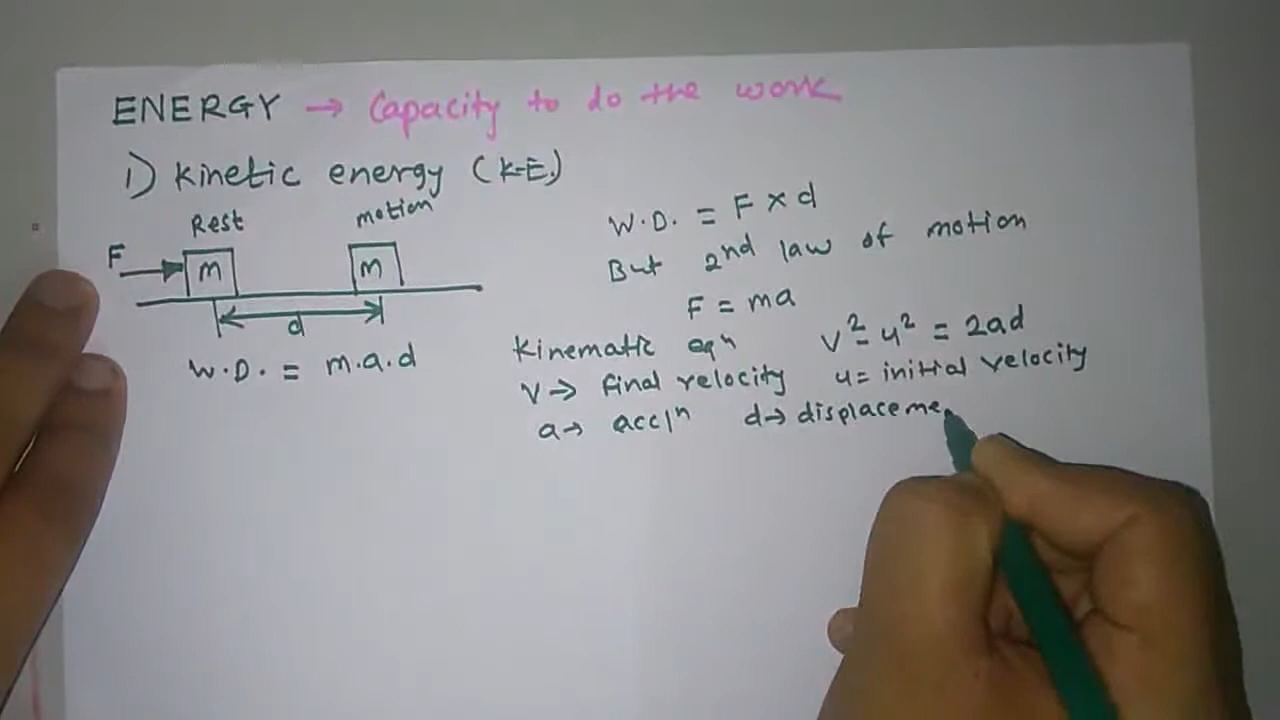 ENERGY → Capacity to do the work
1) Kinetic energy (K.E.)
Rest
motion
F
m
m
d
W.D. = m.a.d
W.D. = F × d
But 2nd law of motion
F = ma
Kinematic eqⁿ v² - u² = 2ad
V → final velocity u = initial velocity
a → acc|ⁿ d → displaceme